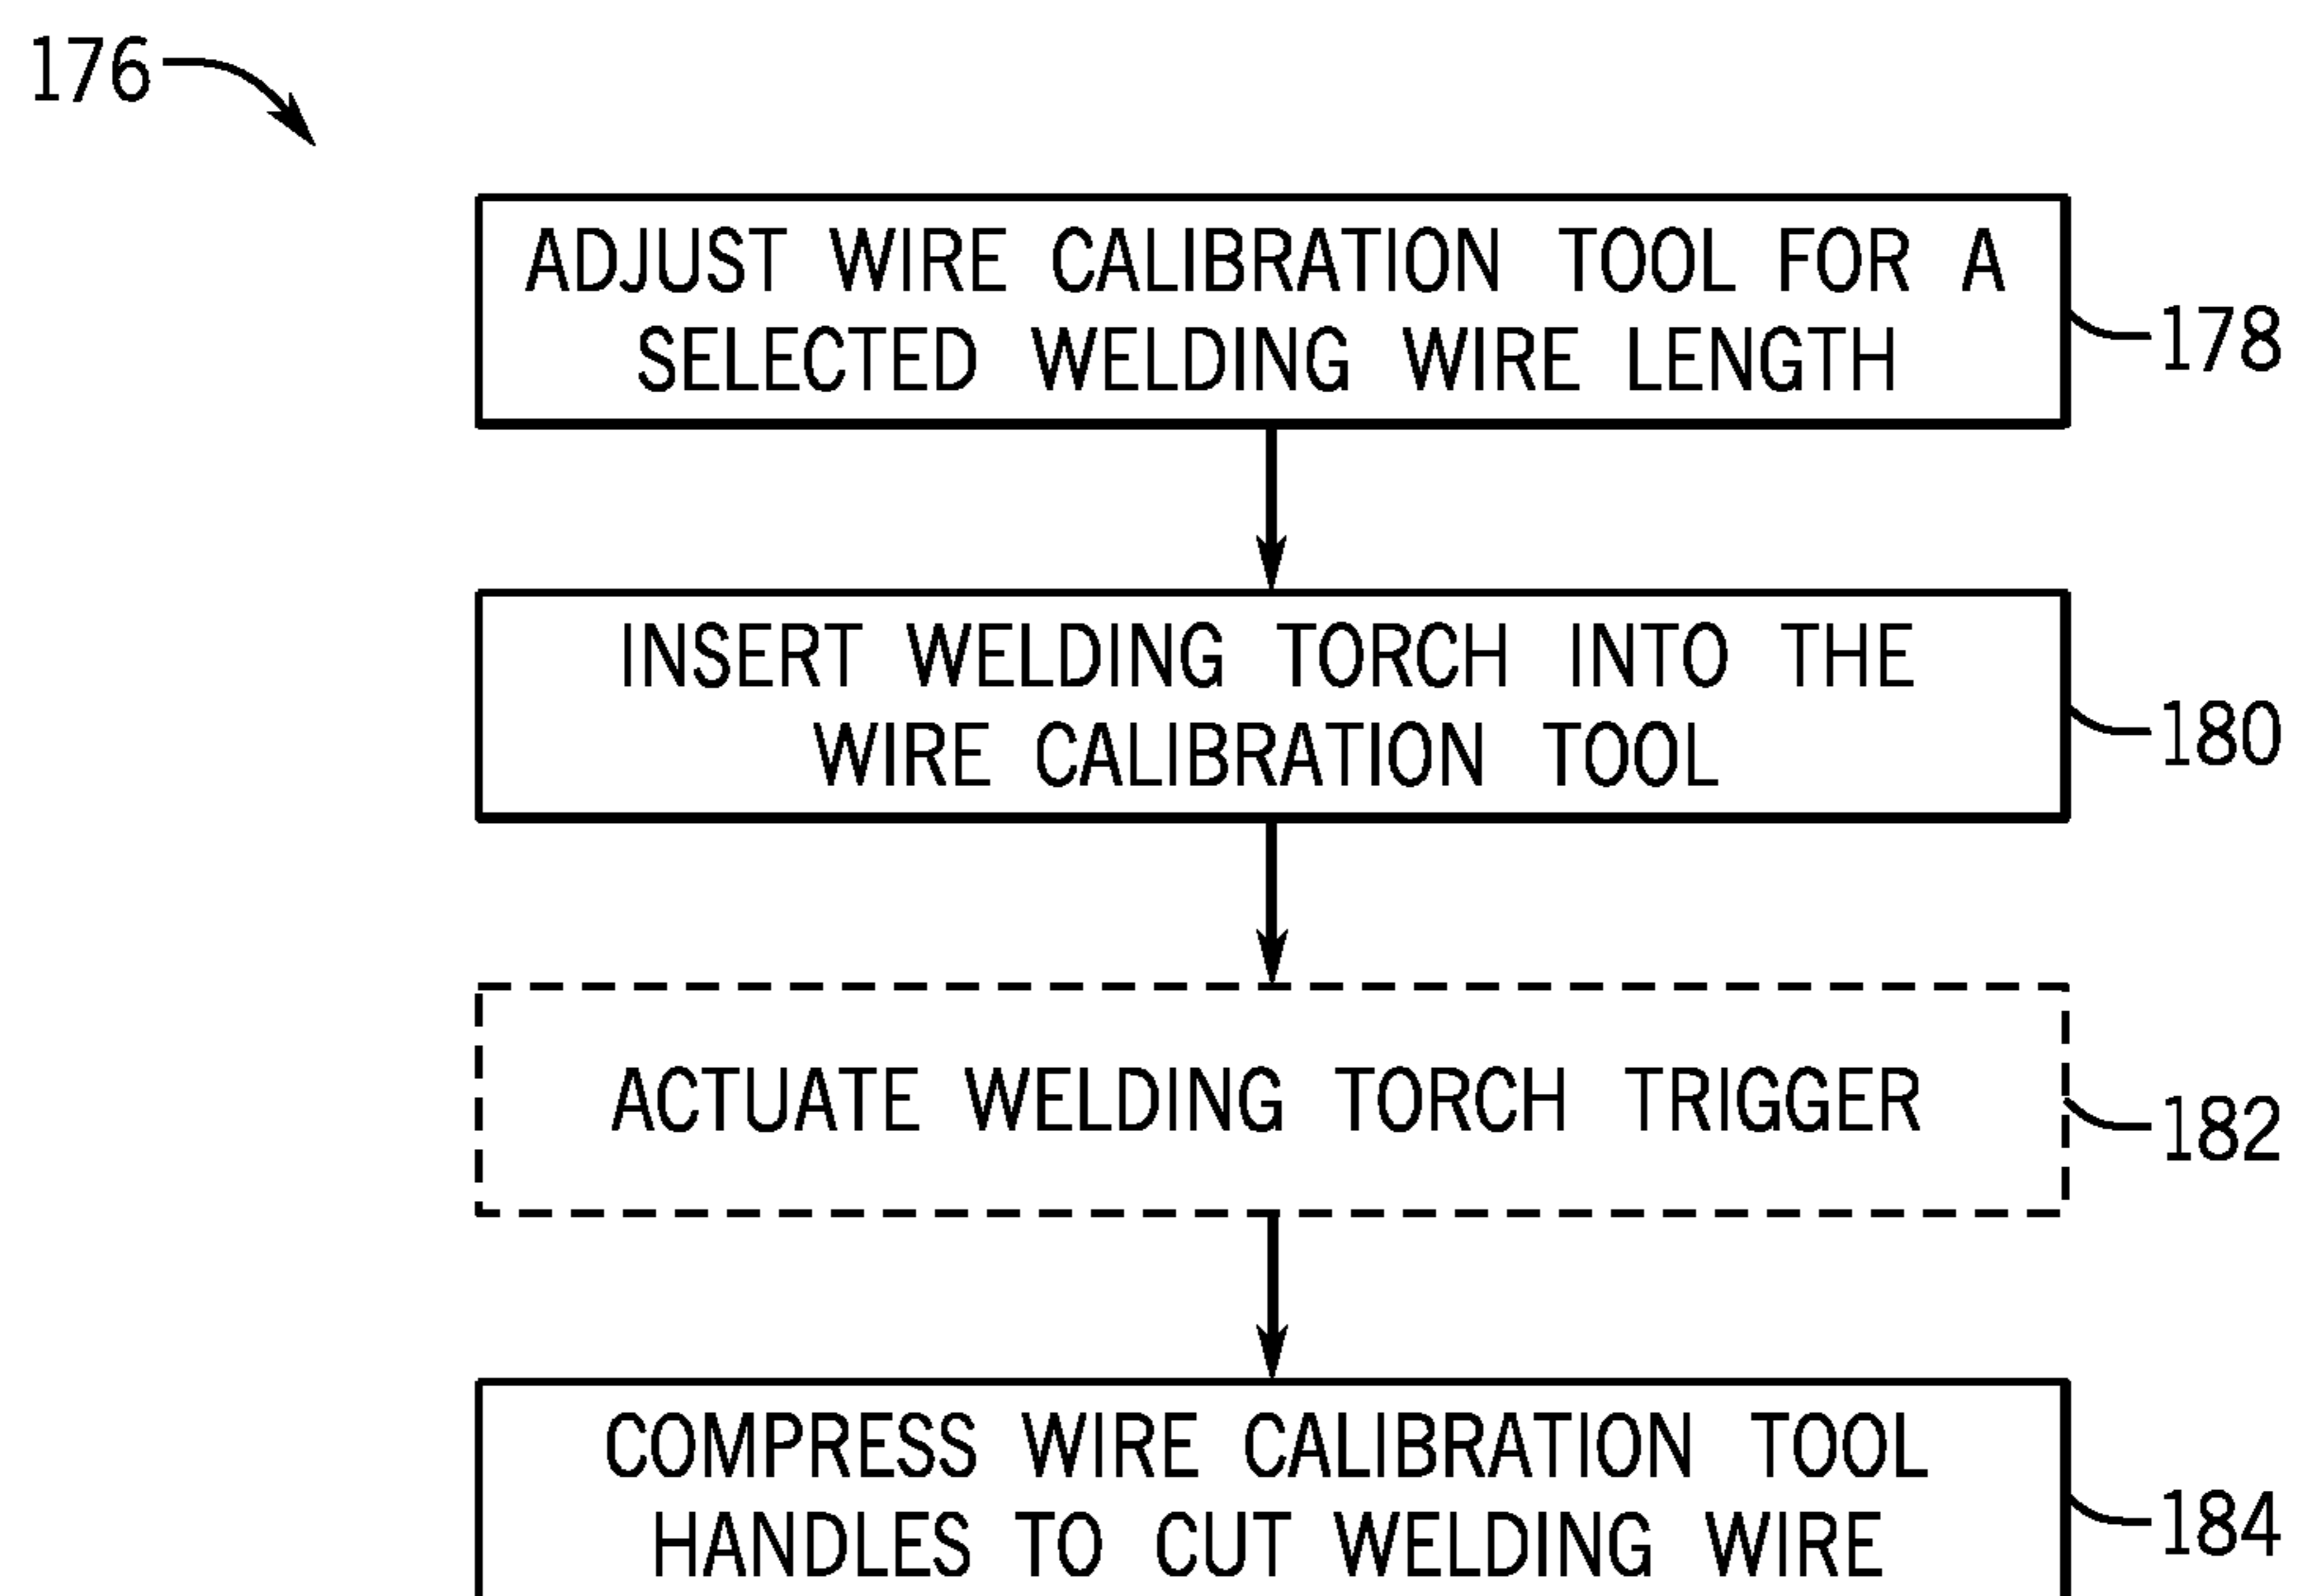 176
ADJUST WIRE CALIBRATION TOOL FOR A
SELECTED WELDING WIRE LENGTH
178
INSERT WELDING TORCH INTO THE
WIRE CALIBRATION TOOL
180
ACTUATE WELDING TORCH TRIGGER
182
COMPRESS WIRE CALIBRATION TOOL
HANDLES TO CUT WELDING WIRE
184